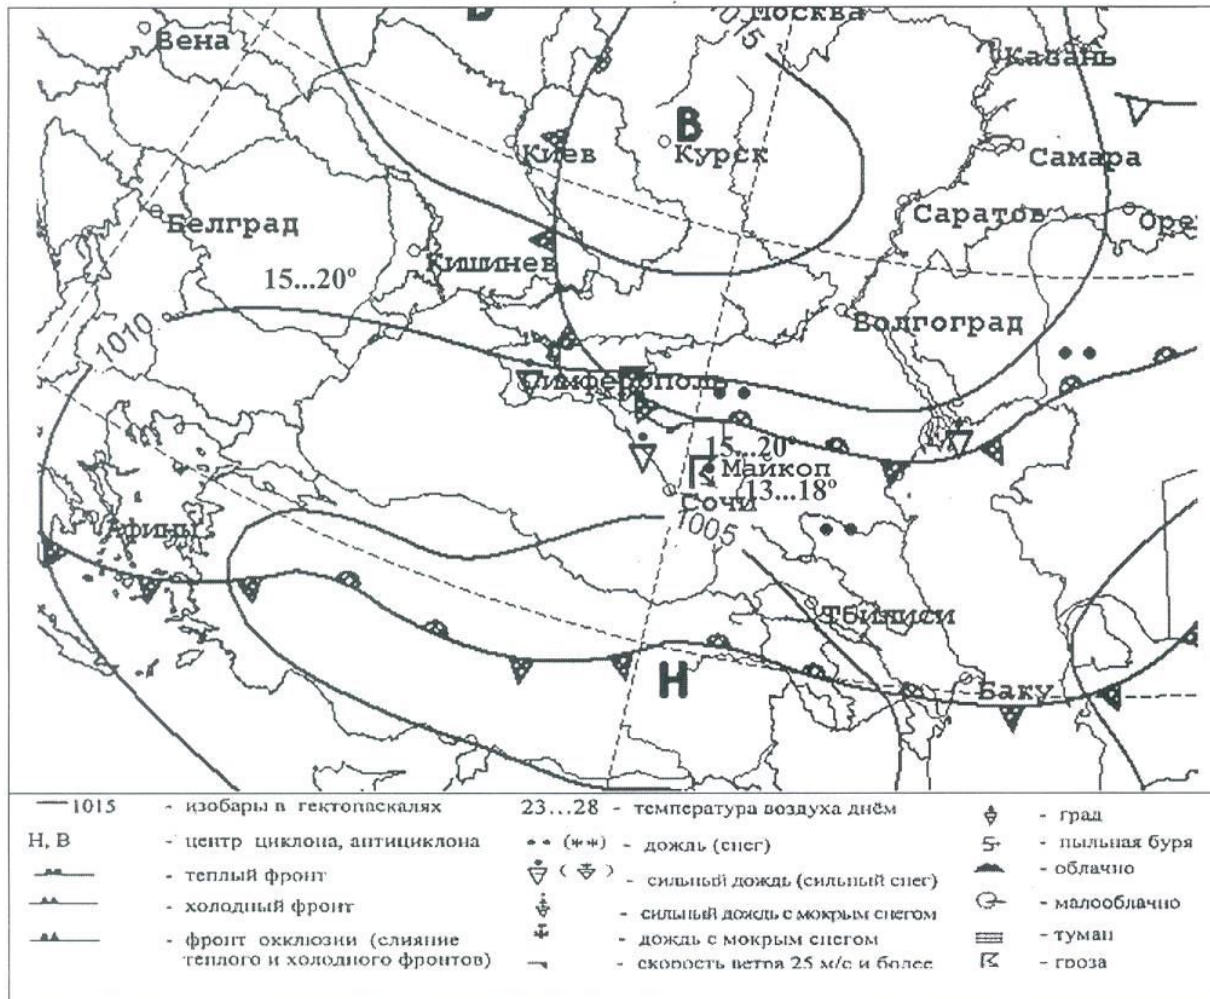 Москва
1015
Вена
Казань
В
Киев
Курск
Самара
Саратов
Белград
Кишинев
15...20°
Волгоград
1010
Симферополь
15...20°
Майкоп
13...18°
Сочи
1005
Афины
Тбилиси
Н
Баку
1015 - изобары в гектопаскалях
Н, В - центр циклона, антициклона
- теплый фронт
- холодный фронт
- фронт окклюзии (слияние
теплого и холодного фронтов)
23...28 - температура воздуха днём
(**) - дождь (снег)
- сильный дождь (сильный снег)
- сильный дождь с мокрым снегом
- дождь с мокрым снегом
- скорость ветра 25 м/с и более
- град
- пыльная буря
- облачно
- малооблачно
- туман
- гроза